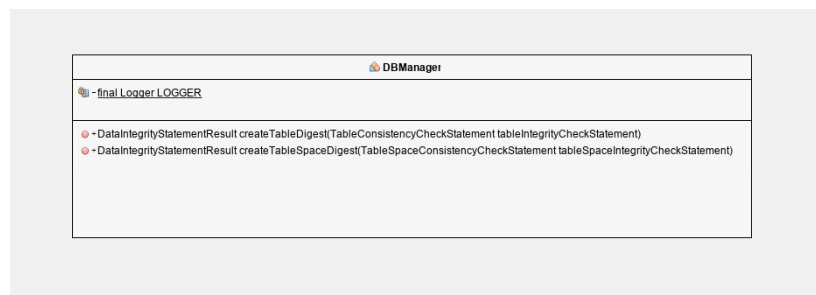 DBManager
-final Logger LOGGER
+DataIntegrityStatementResult createTableDigest(TableConsistencyCheckStatement tableIntegrityCheckStatement)
+DataIntegrityStatementResult createTableSpaceDigest(TableSpaceConsistencyCheckStatement tableSpaceIntegrityCheckStatement)